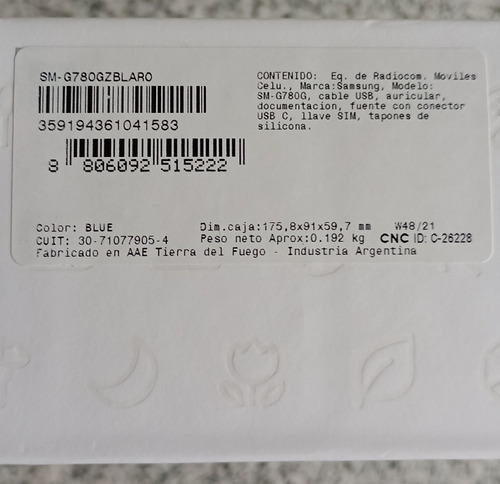 SM-G780GZBLARO
359194361041583
8 806092 515222
CONTENIDO: Eq. de Radiocom. Moviles
Celu., Marca:Samsung, Modelo:
SM-G780G, cable USB, auricular,
documentacion, fuente con conector
USB C, llave SIM, tapones de
silicona.
Color: BLUE Dim.caja:175,8x91x59,7 mm W48/21
CUIT: 30-71077905-4 Peso neto Aprox:0.192 kg CNC ID: C-26228
Fabricado en AAE Tierra del Fuego - Industria Argentina